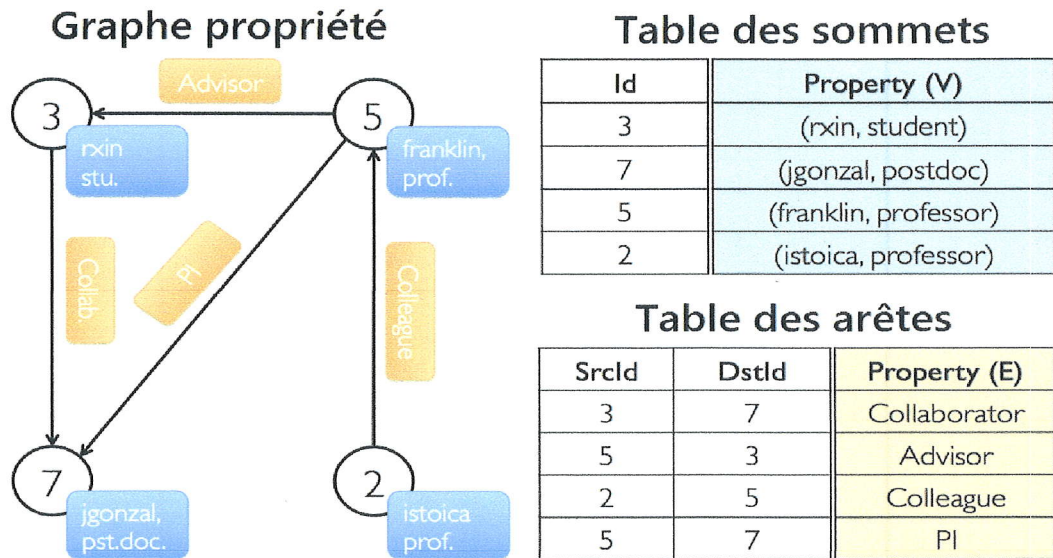 Graphe propriété
Advisor
3
5
rxin
stu.
franklin,
prof.
Collab.
PI
Colleague
7
2
jgonzal,
pst.doc.
istoica
prof.
Table des sommets
Id Property (V)
3 (rxin, student)
7 (jgonzal, postdoc)
5 (franklin, professor)
2 (istoica, professor)
Table des arêtes
SrcId DstId Property (E)
3 7 Collaborator
5 3 Advisor
2 5 Colleague
5 7 PI